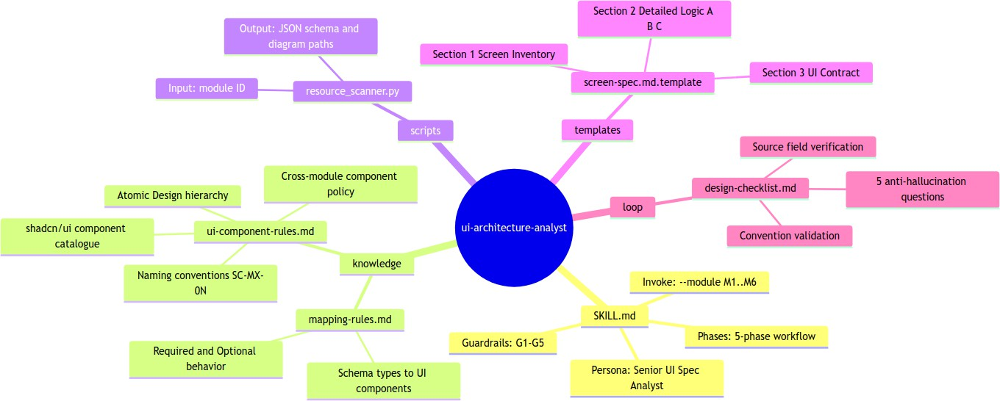 Section 2 Detailed Logic A
B C
Output: JSON schema and
diagram paths
Section 1 Screen Inventory
Section 3 UI Contract
screen-spec.md.template
Input: module ID
resource_scanner.py
scripts
templates
Source field verification
Cross-module component
policy
5 anti-hallucination
questions
design-checklist.md
Atomic Design hierarchy
loop
shadcn/ui component
catalogue
ui-component-rules.md
ui-architecture-analyst
Convention validation
knowledge
Naming conventions SC-MX-
0N
Invoke: --module M1..M6
SKILL.md
mapping-rules.md
Guardrails: G1-G5
Phases: 5-phase workflow
Required and Optional
behavior
Schema types to UI
components
Persona: Senior UI Spec
Analyst